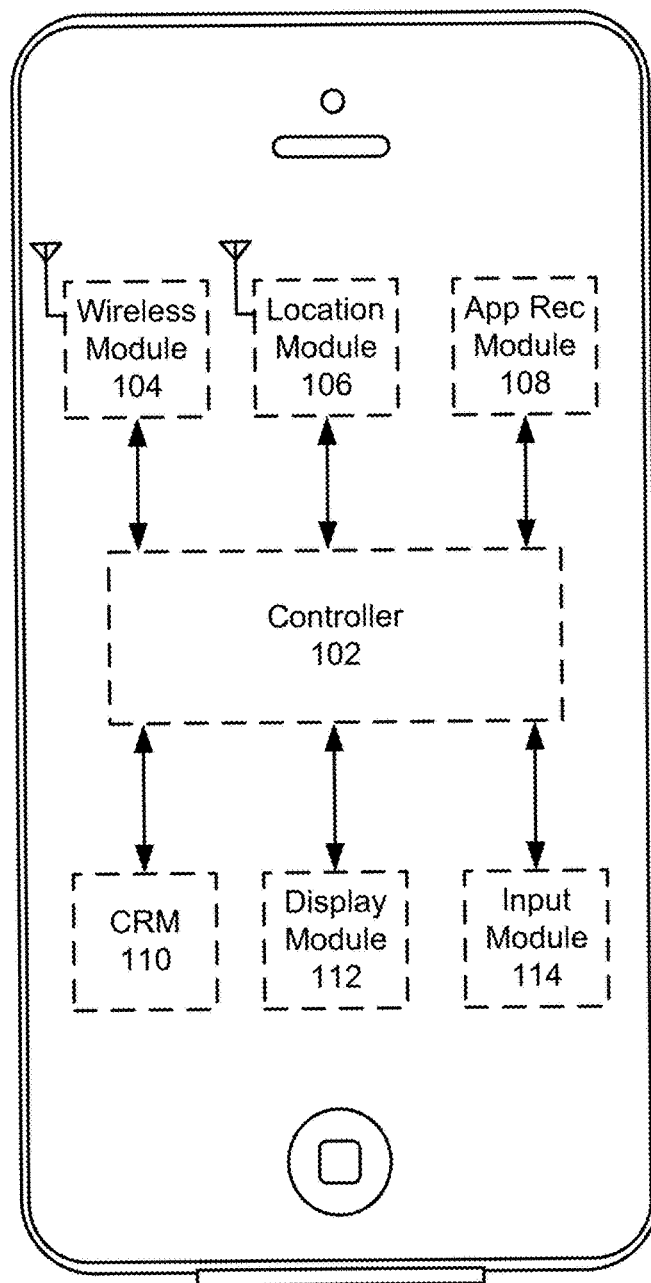 Wireless
Module
104
Location
Module
106
App Rec
Module
108
Controller
102
CRM
110
Display
Module
112
Input
Module
114